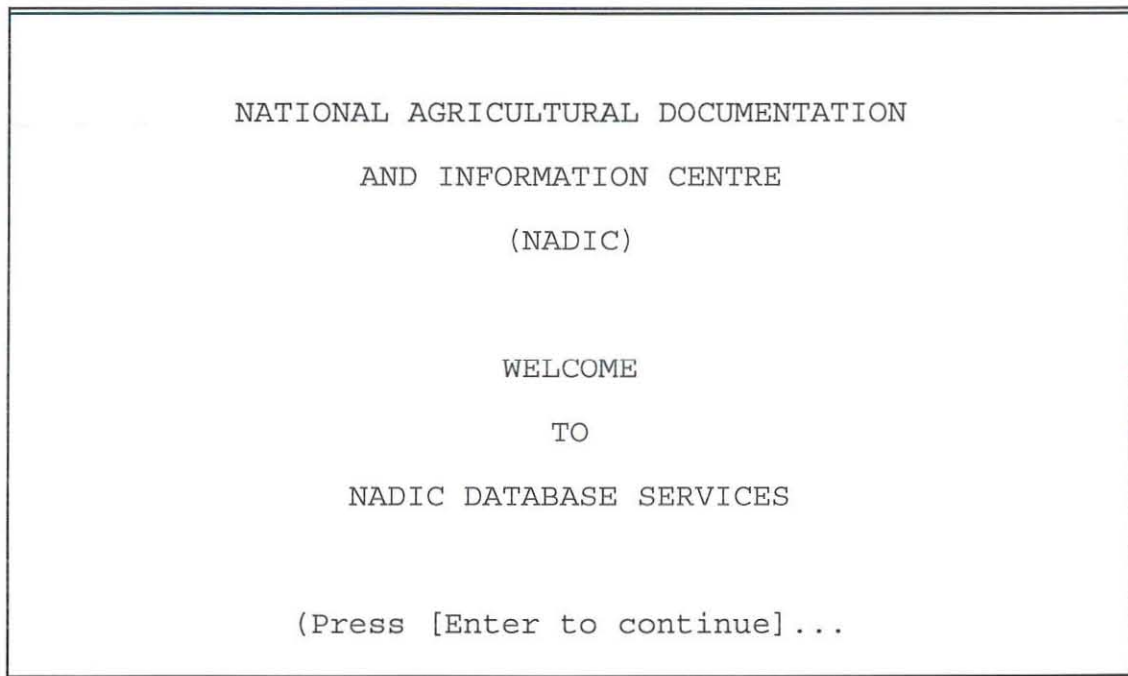 NATIONAL AGRICULTURAL DOCUMENTATION
AND INFORMATION CENTRE
(NADIC)
WELCOME
TO
NADIC DATABASE SERVICES
(Press [Enter to continue]...